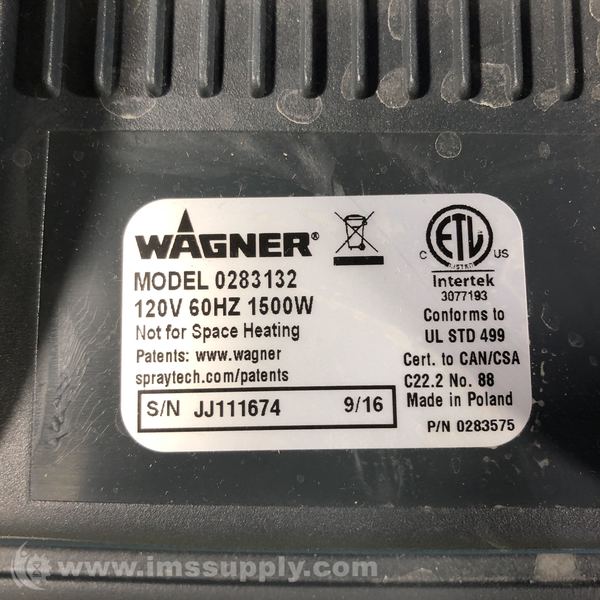 WAGNER®
MODEL 0283132
120V 60HZ 1500W
Not for Space Heating
Patents: www.wagner
spraytech.com/patents
S/N JJ111674 9/16
ETL
LISTED
C US
Intertek
3077193
Conforms to
UL STD 499
Cert. to CAN/CSA
C22.2 No. 88
Made in Poland
P/N 0283575
© www.imssupply.com/ims